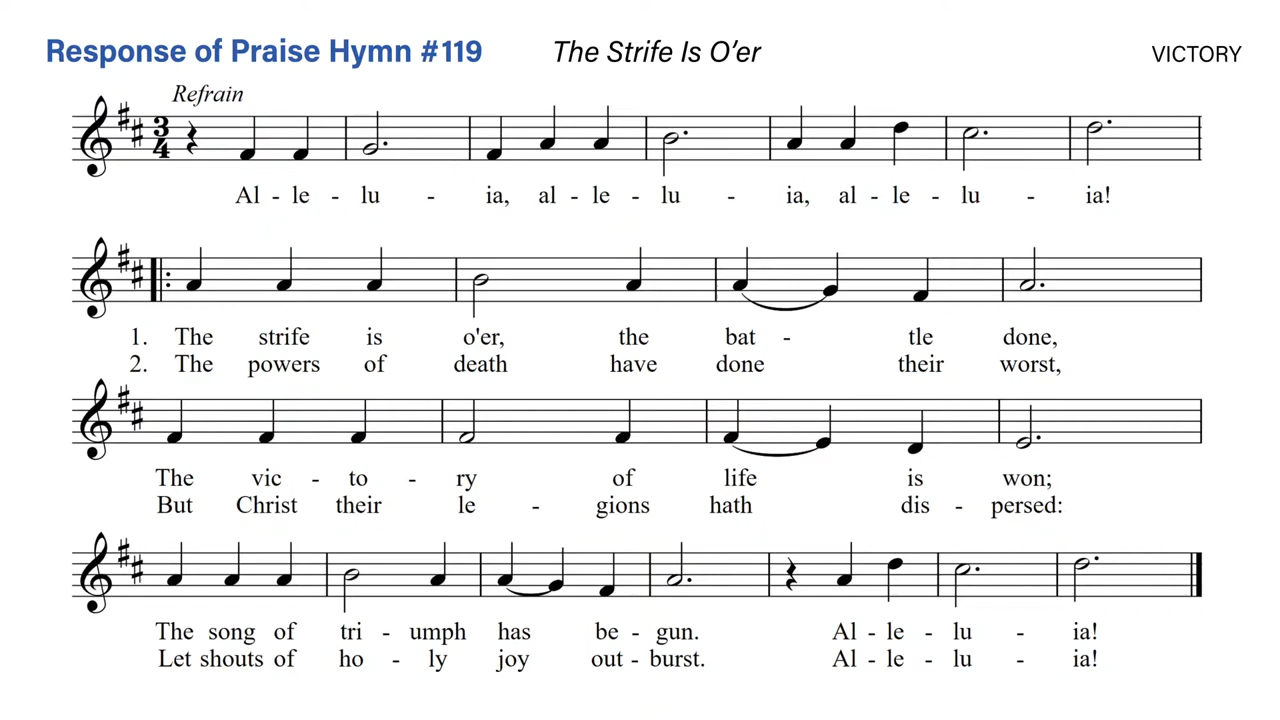 Response of Praise Hymn #119 The Strife Is O’er VICTORY
Refrain
3
4
Al - le - lu - ia, al - le - lu - ia, al - le - lu - ia!
1. The strife is o'er, the bat - tle done,
2. The powers of death have done their worst,
The vic - to - ry of life is won;
But Christ their le - gions hath dis - persed:
The song of tri - umph has be - gun. Al - le - lu - ia!
Let shouts of ho - ly joy out - burst. Al - le - lu - ia!